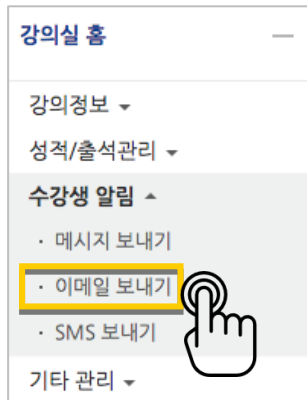 강의실 홈
강의정보
성적/출석관리
수강생 알림
· 메시지 보내기
· 이메일 보내기
· SMS 보내기
기타 관리